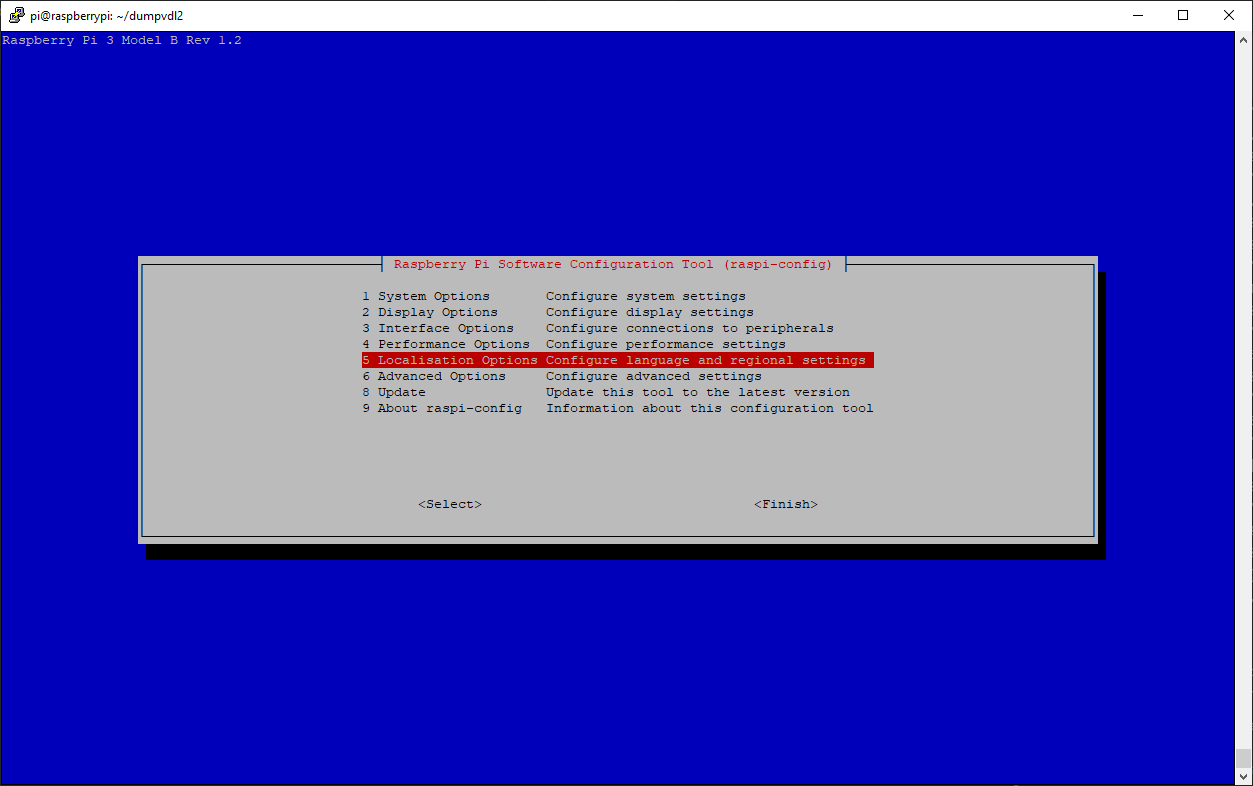 pi@raspberrypi: ~/dumpvdl2
Raspberry Pi 3 Model B Rev 1.2
Raspberry Pi Software Configuration Tool (raspi-config)
1 System Options       Configure system settings
2 Display Options      Configure display settings
3 Interface Options    Configure connections to peripherals
4 Performance Options  Configure performance settings
5 Localisation Options Configure language and regional settings
6 Advanced Options     Configure advanced settings
8 Update               Update this tool to the latest version
9 About raspi-config   Information about this configuration tool
<Select>                                  <Finish>